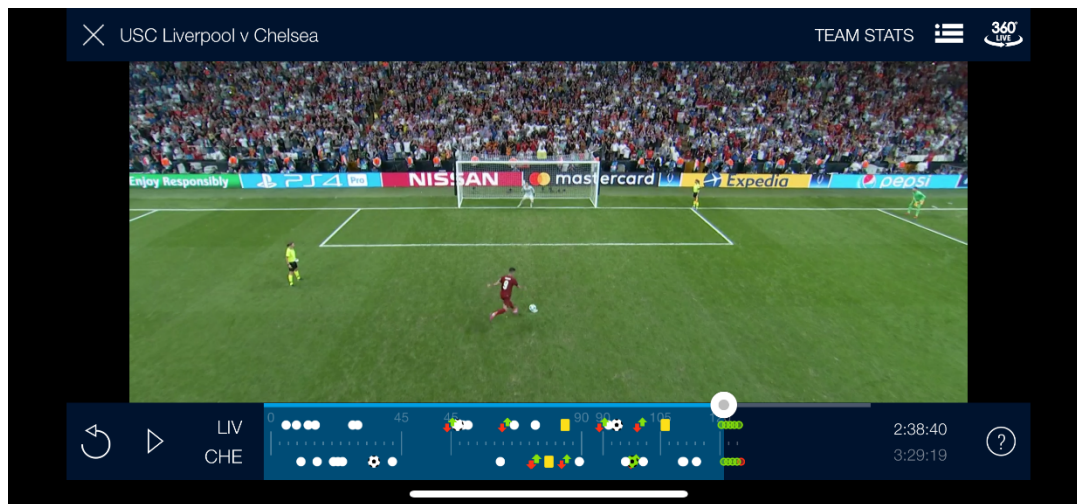 USC Liverpool v Chelsea
TEAM STATS
360°
LIVE
Enjoy Responsibly
PS4 Pro
NISSAN
mastercard
Expedia
pepsi
9
0 45 45 90 90 105
LIV
CHE
2:38:40
3:29:19
?